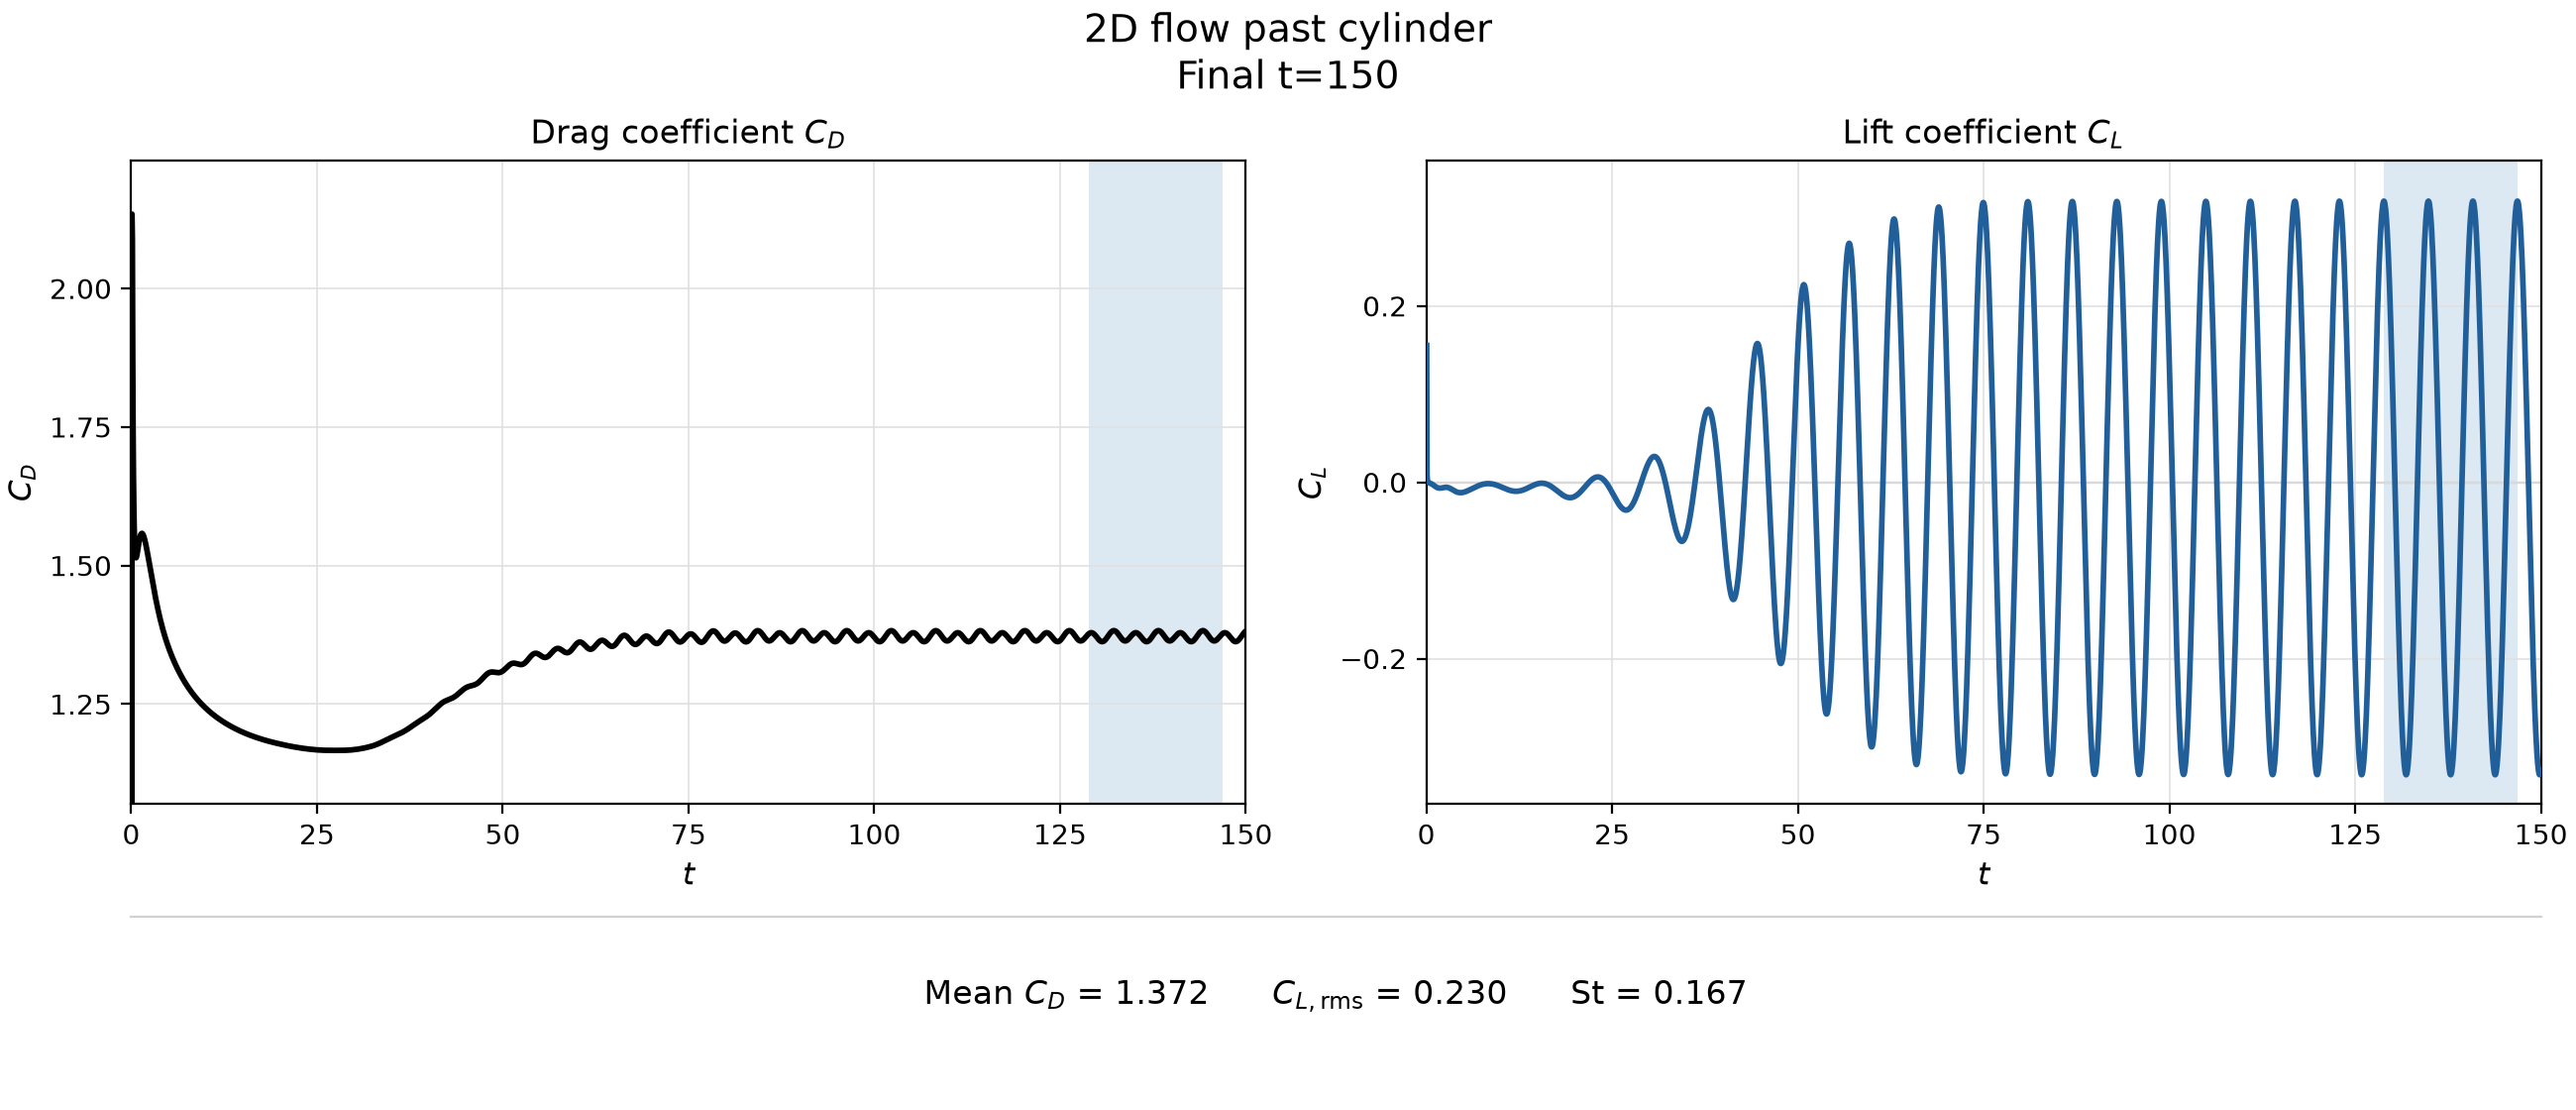 2D flow past cylinder
Final t=150
Drag coefficient C_D
C_D
2.00
1.75
1.50
1.25
0 25 50 75 100 125 150
t
Lift coefficient C_L
C_L
0.2
0.0
−0.2
0 25 50 75 100 125 150
t
Mean C_D = 1.372 C_L,rms = 0.230 St = 0.167